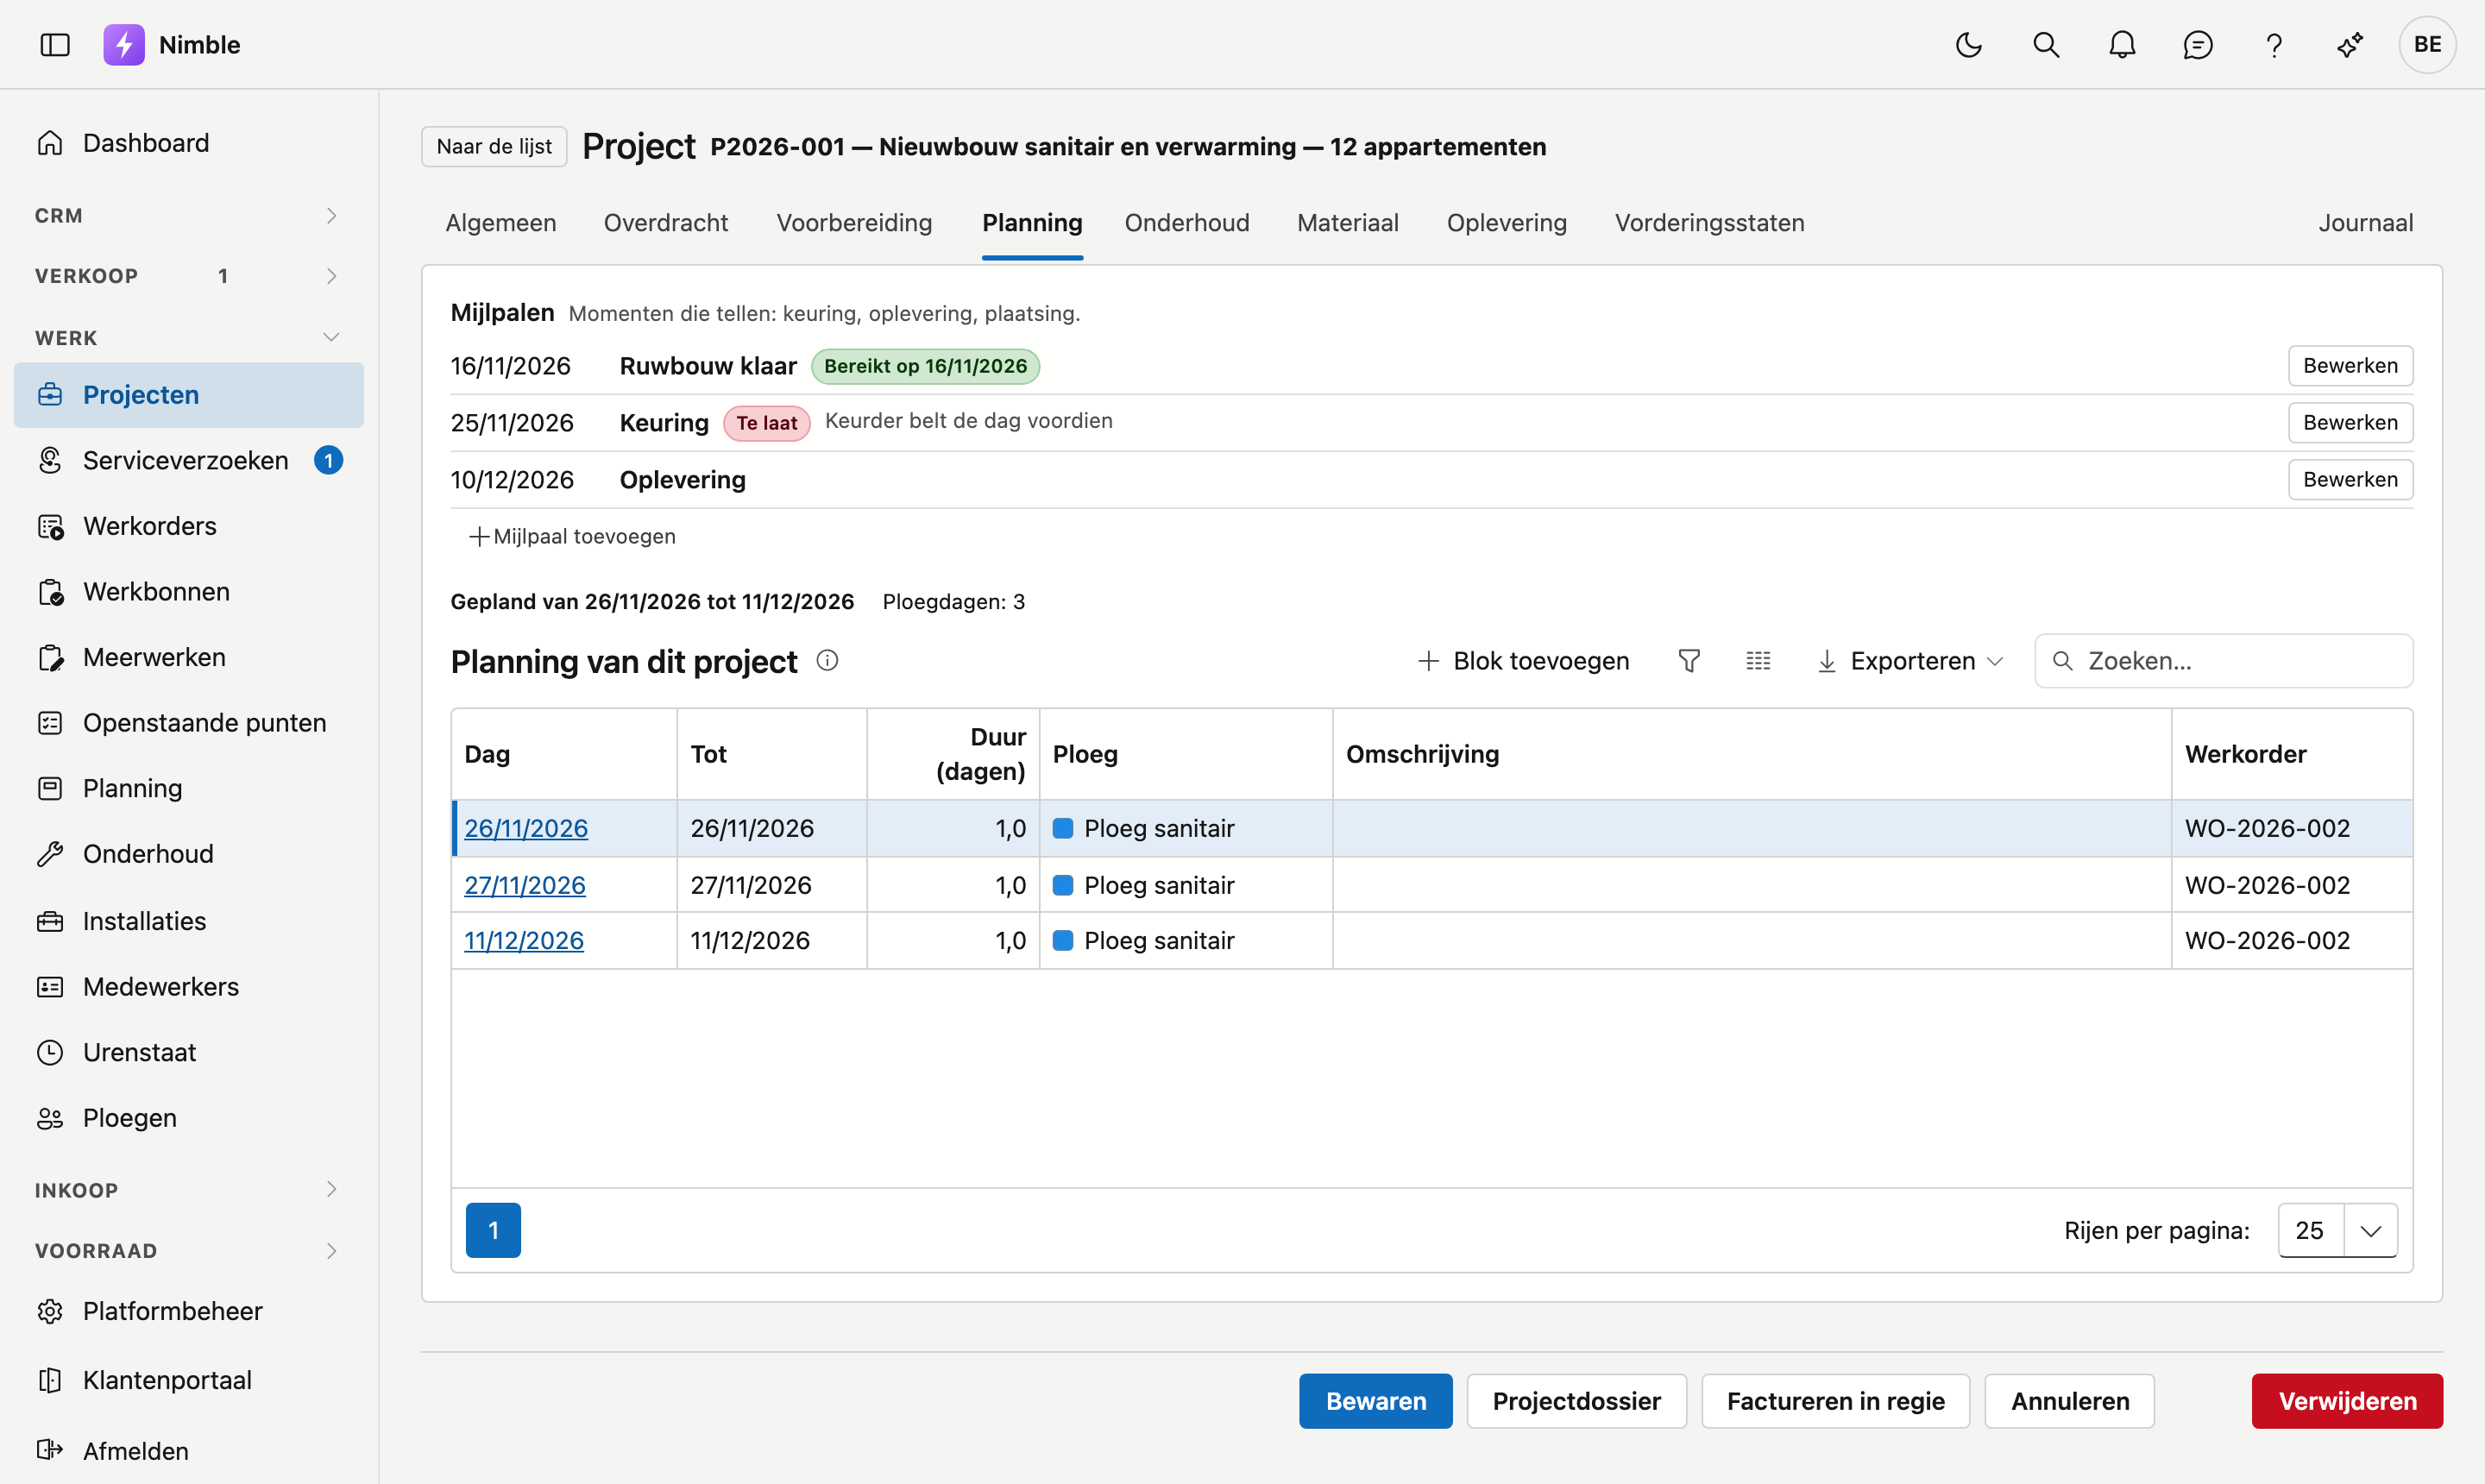 Nimble
BE
Dashboard
CRM
VERKOOP 1
WERK
Projecten
Serviceverzoeken 1
Werkorders
Werkbonnen
Meerwerken
Openstaande punten
Planning
Onderhoud
Installaties
Medewerkers
Urenstaat
Ploegen
INKOOP
VOORRAAD
Platformbeheer
Klantenportaal
Afmelden
Naar de lijst Project P2026-001 — Nieuwbouw sanitair en verwarming — 12 appartementen
Algemeen Overdracht Voorbereiding Planning Onderhoud Materiaal Oplevering Vorderingsstaten Journaal
Mijlpalen Momenten die tellen: keuring, oplevering, plaatsing.
16/11/2026 Ruwbouw klaar Bereikt op 16/11/2026 Bewerken
25/11/2026 Keuring Te laat Keurder belt de dag voordien Bewerken
10/12/2026 Oplevering Bewerken
Mijlpaal toevoegen
Gepland van 26/11/2026 tot 11/12/2026 Ploegdagen: 3
Planning van dit project Blok toevoegen Exporteren Zoeken...
Dag Tot Duur (dagen) Ploeg Omschrijving Werkorder
26/11/2026 26/11/2026 1,0 Ploeg sanitair WO-2026-002
27/11/2026 27/11/2026 1,0 Ploeg sanitair WO-2026-002
11/12/2026 11/12/2026 1,0 Ploeg sanitair WO-2026-002
1 Rijen per pagina: 25
Bewaren Projectdossier Factureren in regie Annuleren Verwijderen